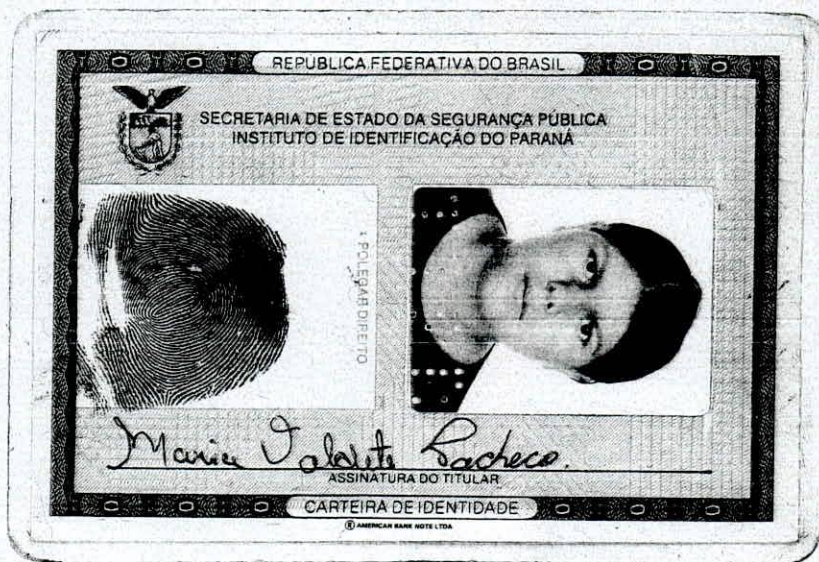 REPÚBLICA FEDERATIVA DO BRASIL
SECRETARIA DE ESTADO DA SEGURANÇA PÚBLICA
INSTITUTO DE IDENTIFICAÇÃO DO PARANÁ
POLEGAR DIREITO
Maria Valdete Pacheco.
ASSINATURA DO TITULAR
CARTEIRA DE IDENTIDADE
AMERICAN BANK NOTE LTDA